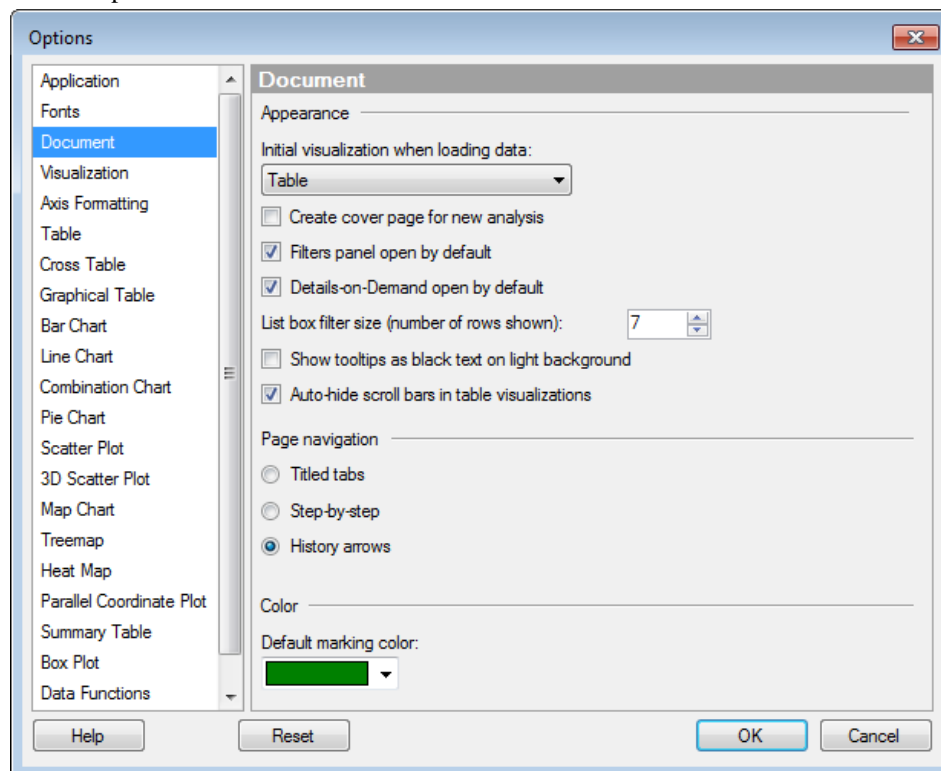 Options
Application
Fonts
Document
Visualization
Axis Formatting
Table
Cross Table
Graphical Table
Bar Chart
Line Chart
Combination Chart
Pie Chart
Scatter Plot
3D Scatter Plot
Map Chart
Treemap
Heat Map
Parallel Coordinate Plot
Summary Table
Box Plot
Data Functions
Document
Appearance
Initial visualization when loading data:
Table
Create cover page for new analysis
Filters panel open by default
Details-on-Demand open by default
List box filter size (number of rows shown): 7
Show tooltips as black text on light background
Auto-hide scroll bars in table visualizations
Page navigation
Titled tabs
Step-by-step
History arrows
Color
Default marking color:
Help Reset OK Cancel